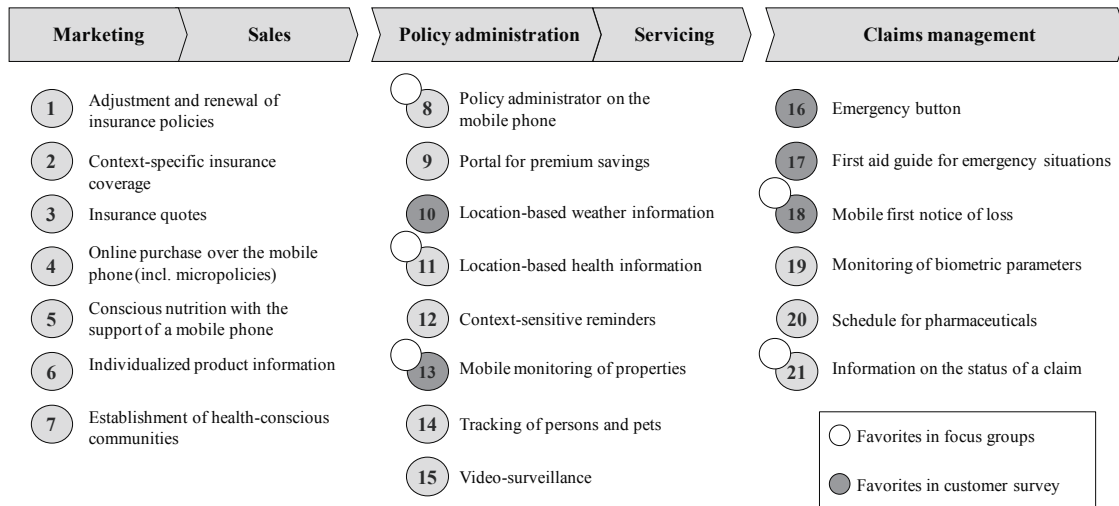 Marketing
Sales
Policy administration
Servicing
Claims management
1
Adjustment and renewal of
insurance policies
2
Context-specific insurance
coverage
3
Insurance quotes
4
Online purchase over the mobile
phone (incl. micropolicies)
5
Conscious nutrition with the
support of a mobile phone
6
Individualized product information
7
Establishment of health-conscious
communities
8
Policy administrator on the
mobile phone
9
Portal for premium savings
10
Location-based weather information
11
Location-based health information
12
Context-sensitive reminders
13
Mobile monitoring of properties
14
Tracking of persons and pets
15
Video-surveillance
16
Emergency button
17
First aid guide for emergency situations
18
Mobile first notice of loss
19
Monitoring of biometric parameters
20
Schedule for pharmaceuticals
21
Information on the status of a claim
Favorites in focus groups
Favorites in customer survey